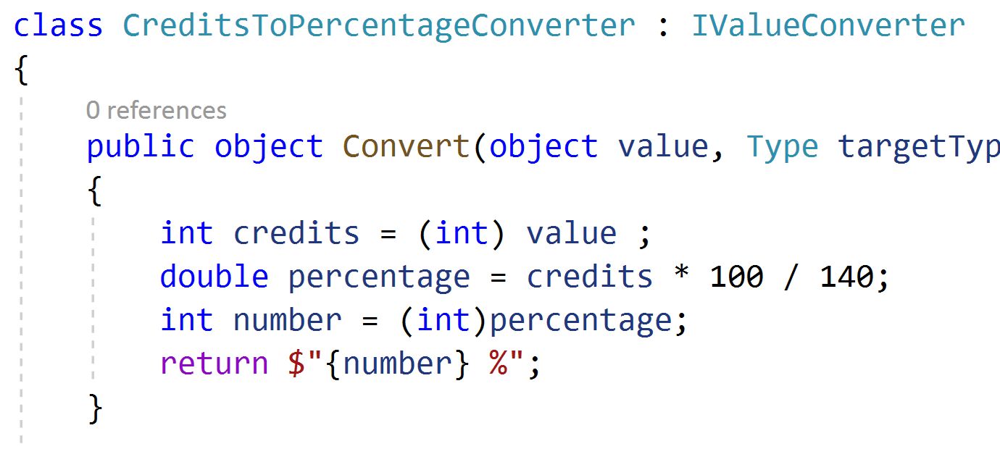 class CreditsToPercentageConverter : IValueConverter
{
0 references
public object Convert(object value, Type targetTyp
{
int credits = (int) value ;
double percentage = credits * 100 / 140;
int number = (int)percentage;
return $"{number} %";
}